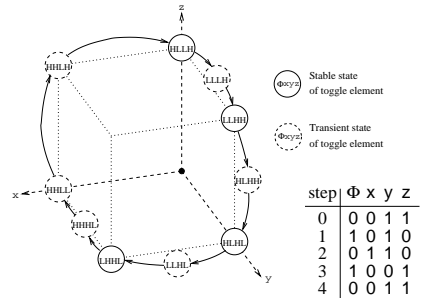 z
HLLH
HHLH
LLLH
Φxyz
Stable state
of toggle element
LLHH
Φxyz
Transient state
of toggle element
HLHH
x
HHLL
HHHL
HLHL
LHHL
LLHL
y
step Φ x y z
0 0 0 1 1
1 1 0 1 0
2 0 1 1 0
3 1 0 0 1
4 0 0 1 1